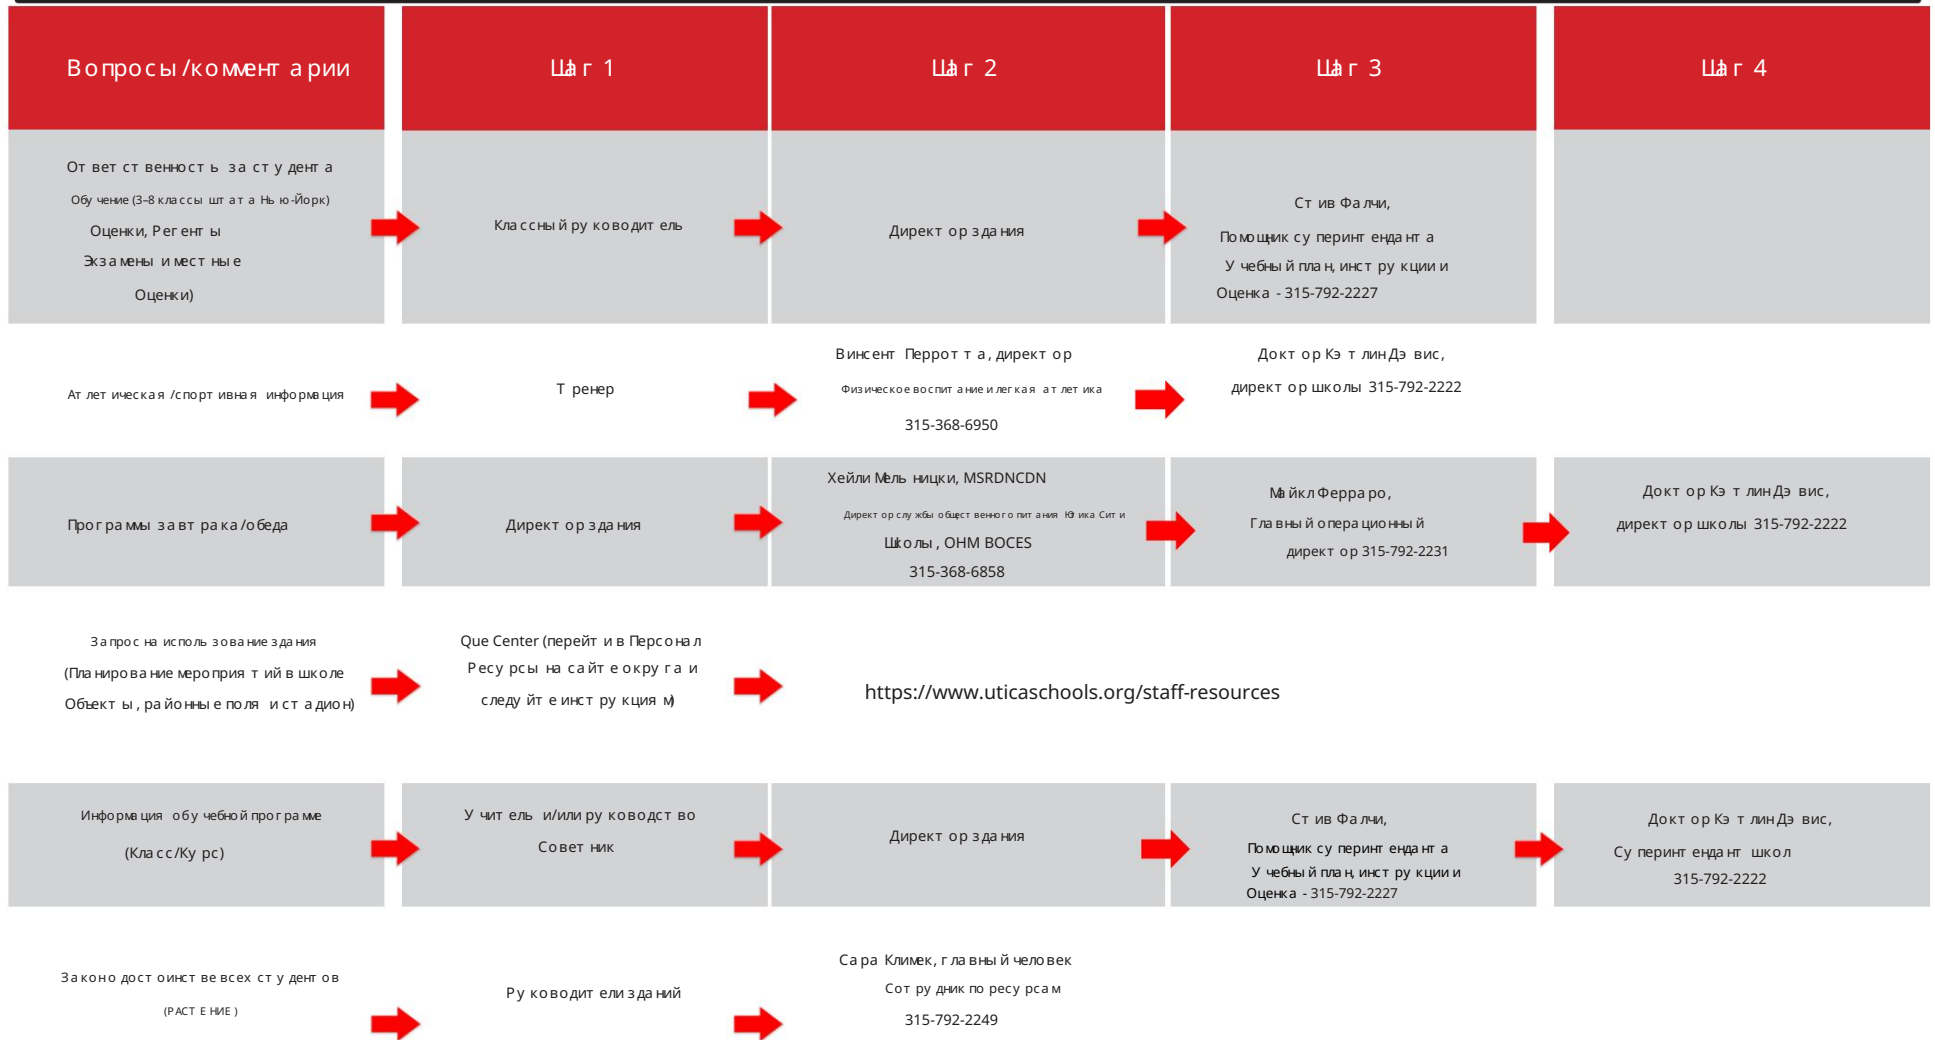 Вопросы/комментарии
Шаг 1
Шаг 2
Шаг 3
Шаг 4
Ответственность за студента
Обучение (3–8 классы штата Нью-Йорк)
Оценки, Регенты
Экзамены и местные
Оценки)
Классный руководитель
Директор здания
Стив Фалчи,
Помощник суперинтенданта
Учебный план, инструкции и
Оценка - 315-792-2227
Атлетическая/спортивная информация
Тренер
Винсент Перротта, директор
Физическое воспитание и легкая атлетика
315-368-6950
Доктор Кэтлин Дэвис,
директор школы 315-792-2222
Программы завтрака/обеда
Директор здания
Хейли Мельницки, MSRDNCDN
Директор службы общественного питания Ютика Сити
Школы, OHM BOCES
315-368-6858
Майкл Ферраро,
Главный операционный
директор 315-792-2231
Доктор Кэтлин Дэвис,
директор школы 315-792-2222
Запрос на использование здания
(Планирование мероприятий в школе
Объекты, районные поля и стадион)
Que Center (перейти в Персонал
Ресурсы на сайте округа и
следуйте инструкциям)
https://www.uticaschools.org/staff-resources
Информация об учебной программе
(Класс/Курс)
Учитель и/или руководство
Советник
Директор здания
Стив Фалчи,
Помощник суперинтенданта
Учебный план, инструкции и
Оценка - 315-792-2227
Доктор Кэтлин Дэвис,
Суперинтендант школ
315-792-2222
Закон о достоинстве всех студентов
(РАСТЕНИЕ)
Руководители зданий
Сара Климек, главный человек
Сотрудник по ресурсам
315-792-2249